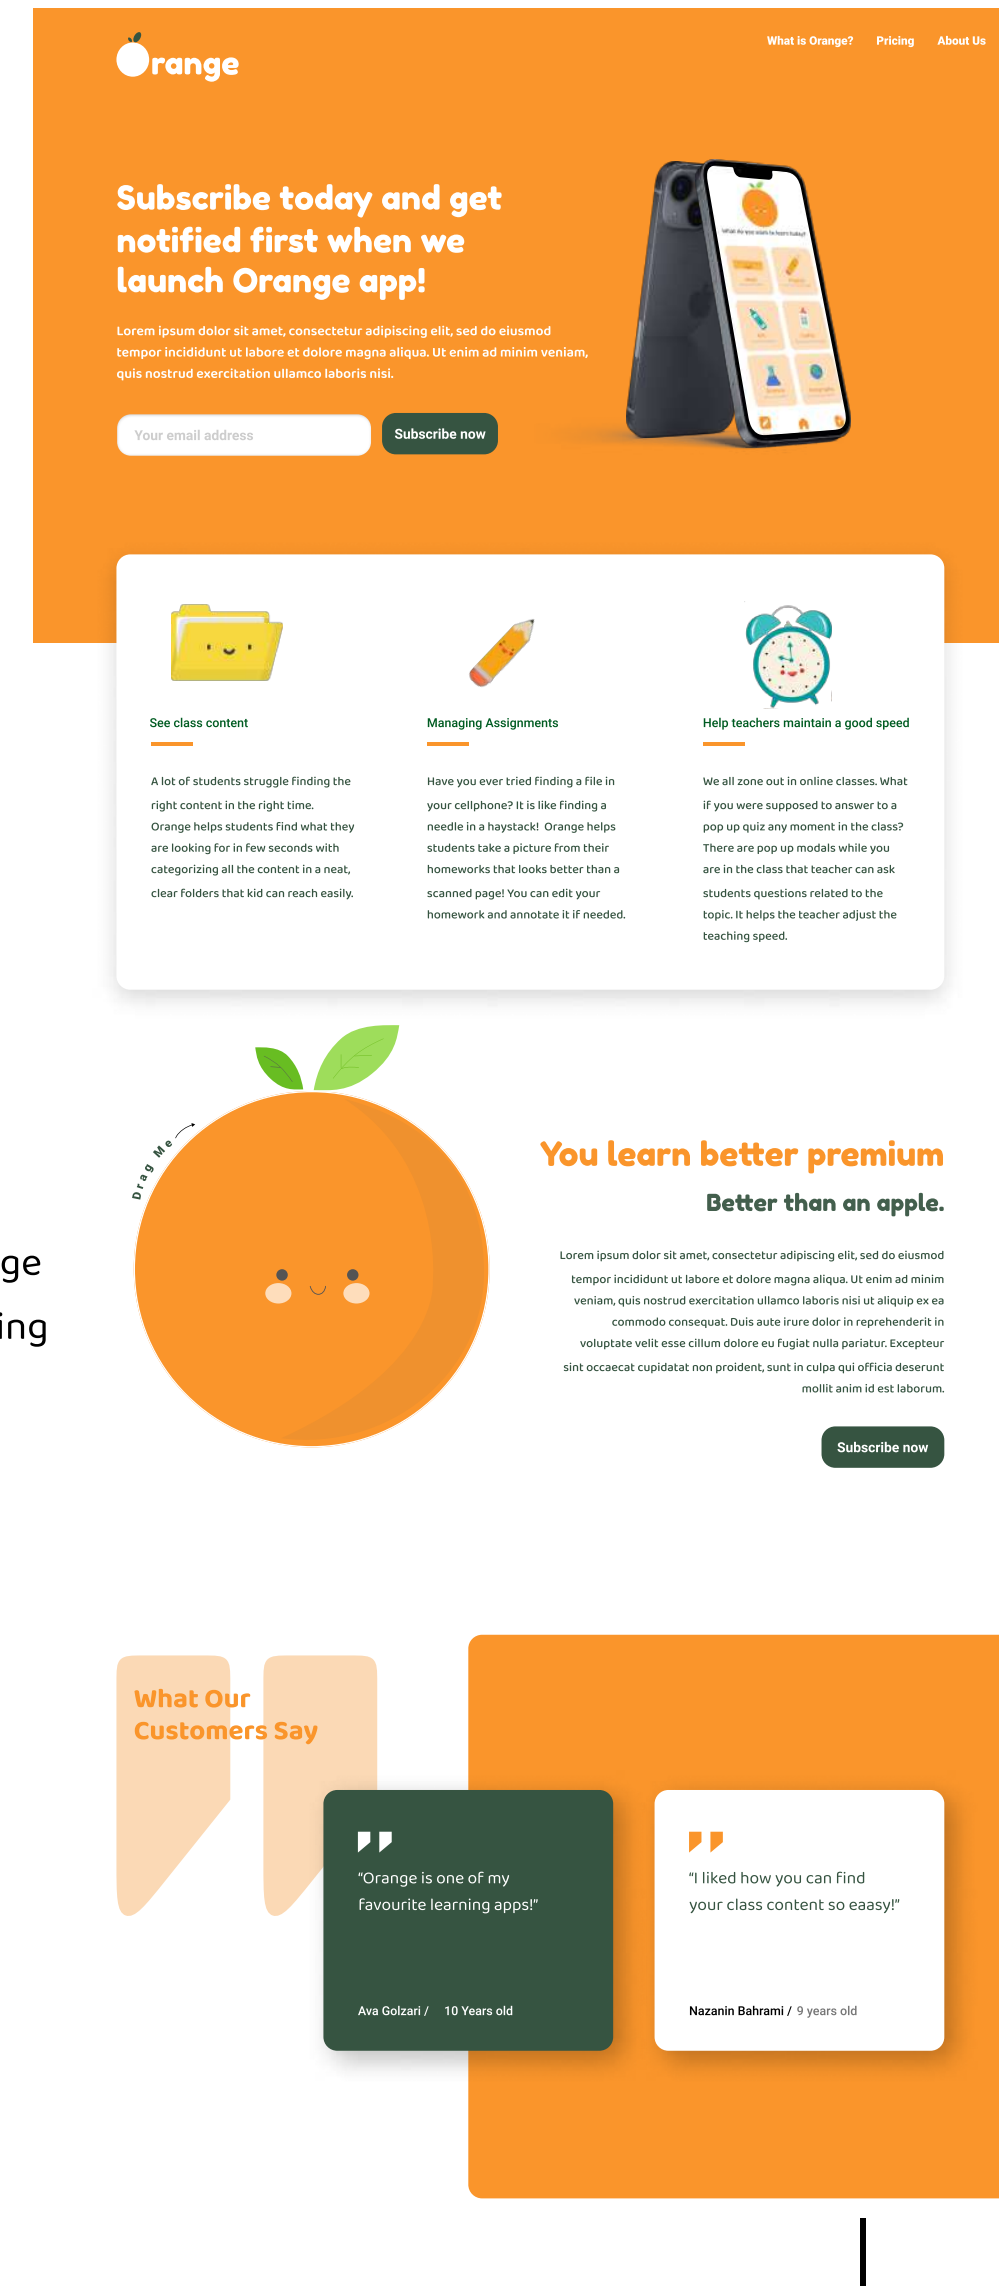 Orange
What is Orange? Pricing About Us
Subscribe today and get
notified first when we
launch Orange app!
Lorem ipsum dolor sit amet, consectetur adipiscing elit, sed do eiusmod
tempor incididunt ut labore et dolore magna aliqua. Ut enim ad minim veniam,
quis nostrud exercitation ullamco laboris nisi.
Your email address
Subscribe now
What do you want to learn today?
See class content
A lot of students struggle finding the
right content in the right time.
Orange helps students find what they
are looking for in few seconds with
categorizing all the content in a neat,
clear folders that kid can reach easily.
Managing Assignments
Have you ever tried finding a file in
your cellphone? It is like finding a
needle in a haystack! Orange helps
students take a picture from their
homeworks that looks better than a
scanned page! You can edit your
homework and annotate it if needed.
Help teachers maintain a good speed
We all zone out in online classes. What
if you were supposed to answer to a
pop up quiz any moment in the class?
There are pop up modals while you
are in the class that teacher can ask
students questions related to the
topic. It helps the teacher adjust the
teaching speed.
Drag Me
ge
ing
You learn better premium
Better than an apple.
Lorem ipsum dolor sit amet, consectetur adipiscing elit, sed do eiusmod
tempor incididunt ut labore et dolore magna aliqua. Ut enim ad minim
veniam, quis nostrud exercitation ullamco laboris nisi ut aliquip ex ea
commodo consequat. Duis aute irure dolor in reprehenderit in
voluptate velit esse cillum dolore eu fugiat nulla pariatur. Excepteur
sint occaecat cupidatat non proident, sunt in culpa qui officia deserunt
mollit anim id est laborum.
Subscribe now
What Our
Customers Say
“Orange is one of my
favourite learning apps!”
Ava Golzari / 10 Years old
“I liked how you can find
your class content so eaasy!”
Nazanin Bahrami / 9 years old